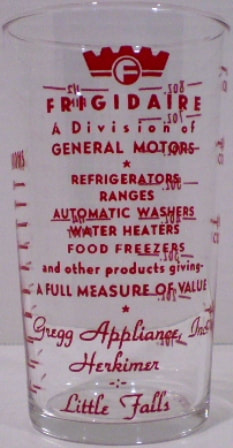 F
FRIGIDAIRE
A Division of
GENERAL MOTORS
★
REFRIGERATORS
RANGES
AUTOMATIC WASHERS
WATER HEATERS
FOOD FREEZERS
and other products giving-
A FULL MEASURE OF VALUE
★
Gregg Appliance, Inc.
Herkimer
Little Falls